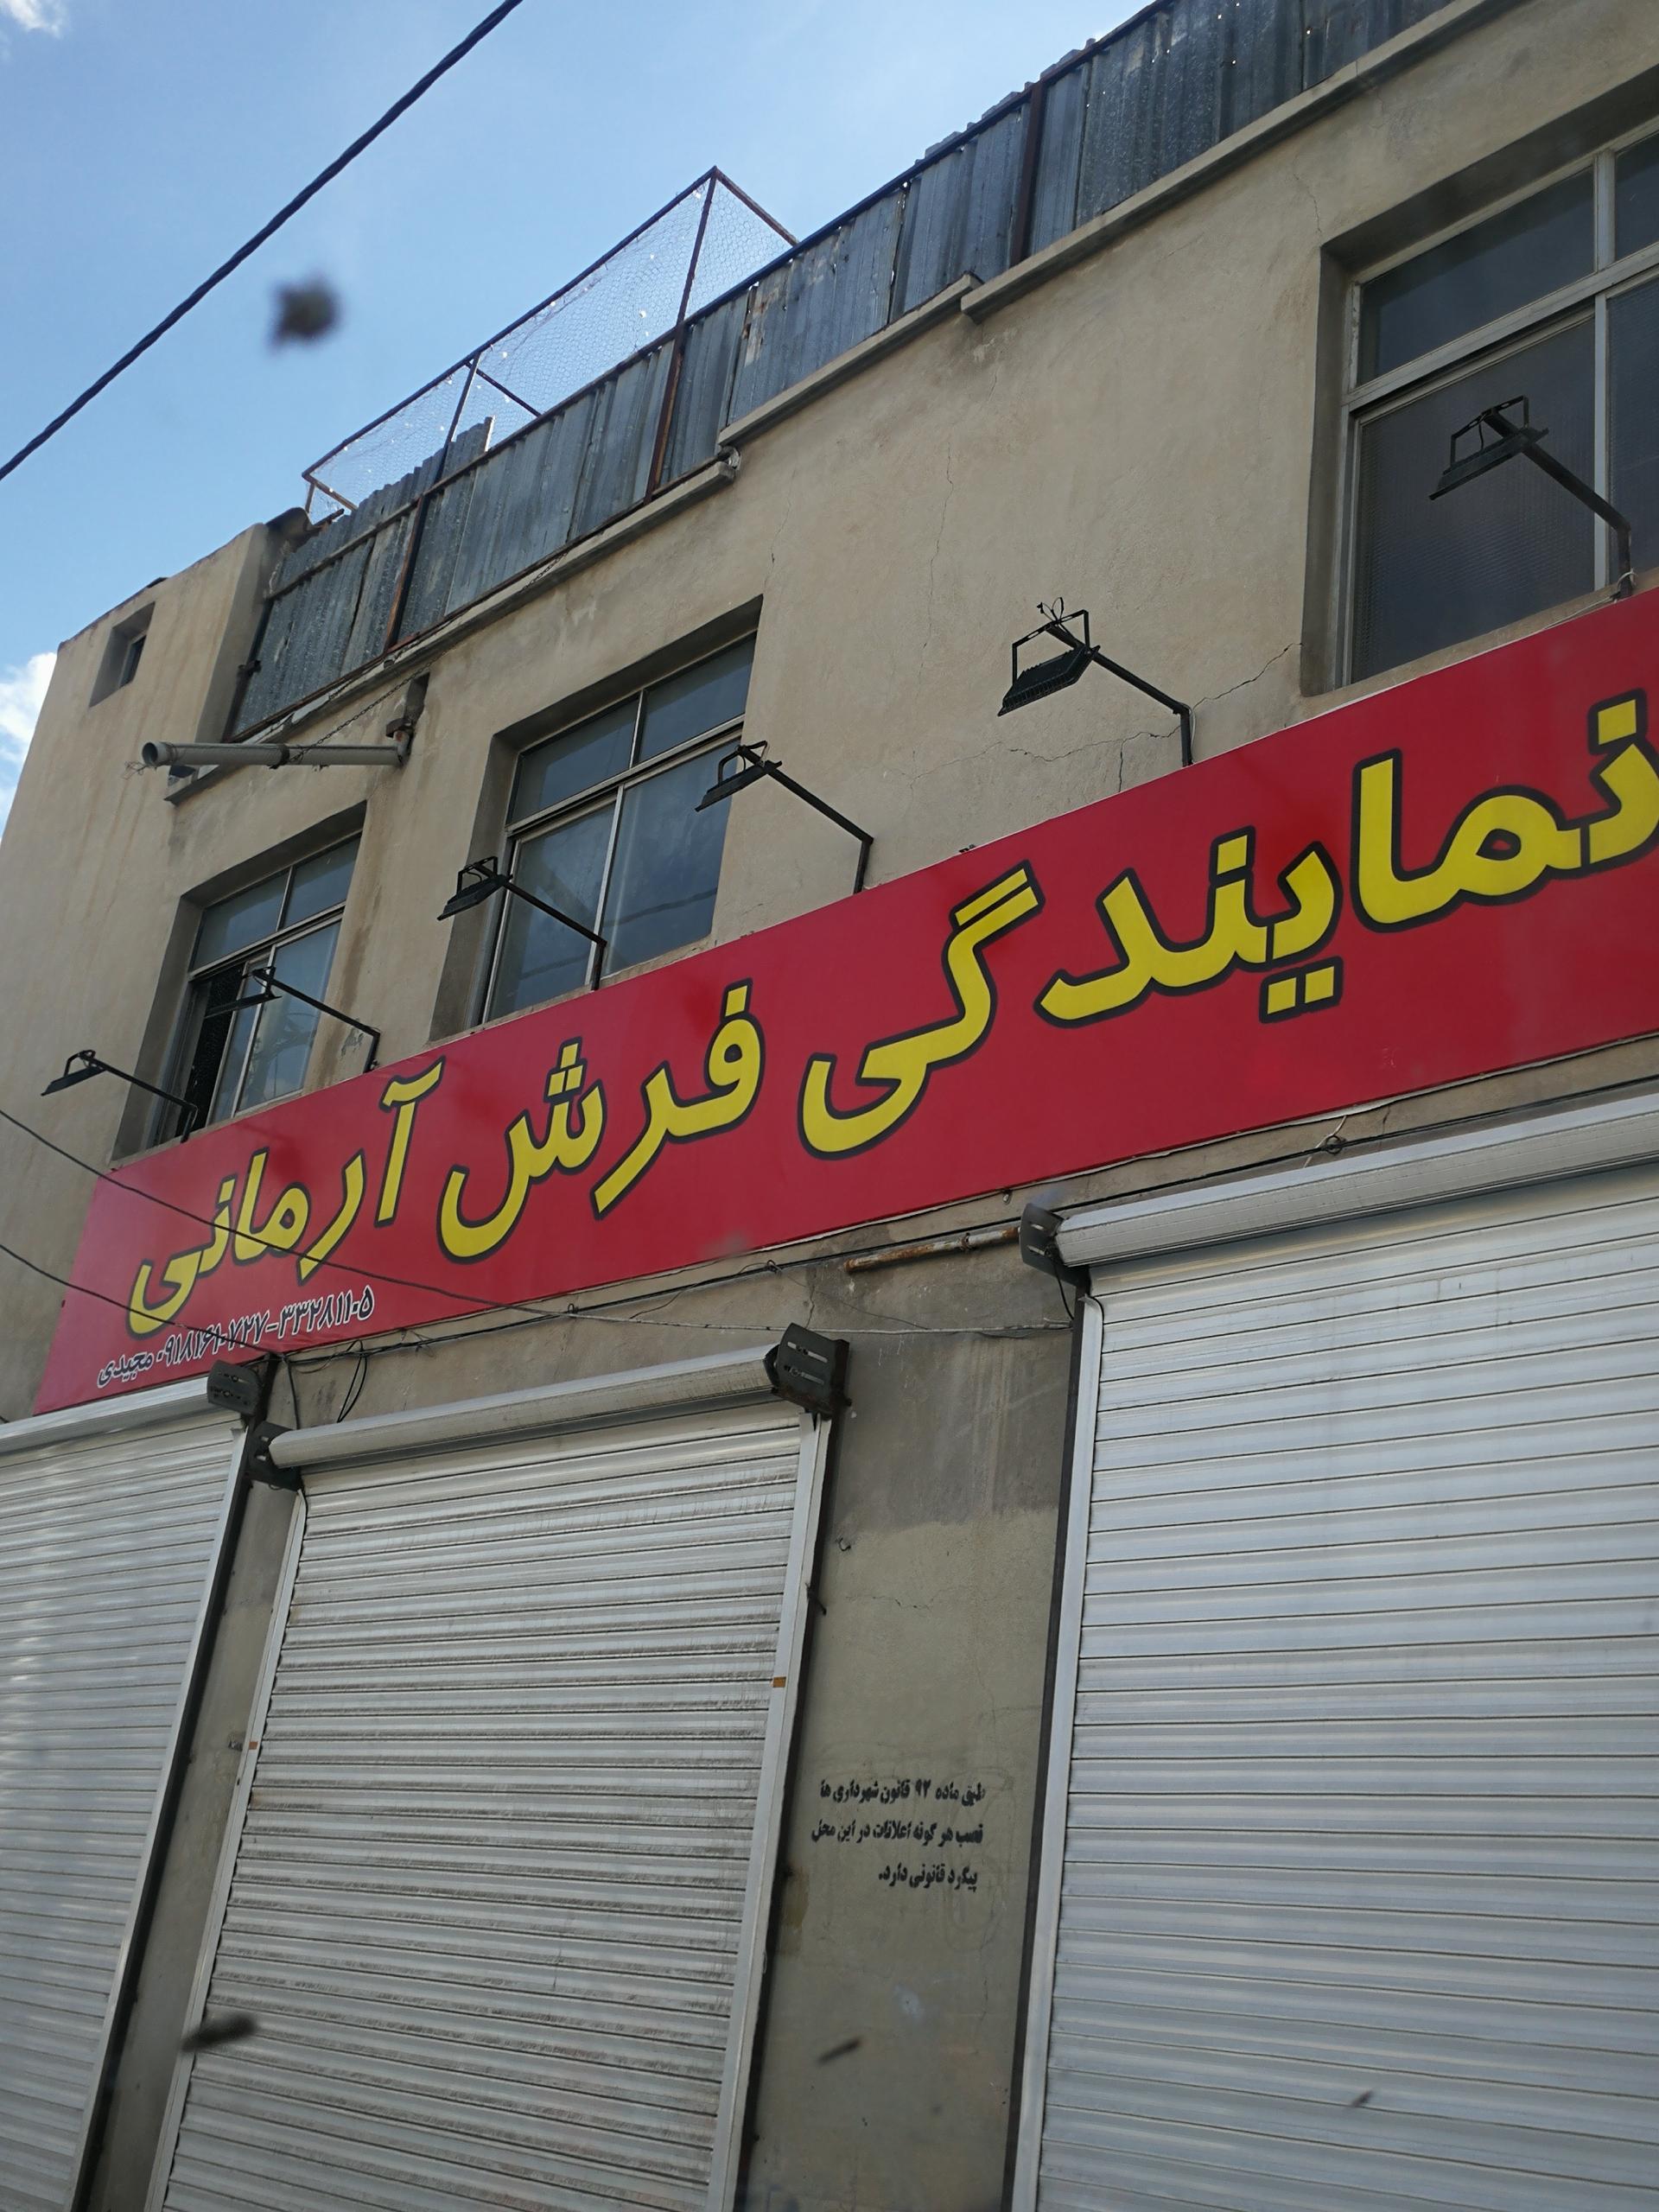 نمایندگی فرش آرمانی
۰۹۱۸۱۶۱۰۷۲۷-۳۳۲۸۱۱۰۵ مجیدی
طبق ماده ۹۲ قانون شهرداری ها
نصب هر گونه اعلانات در این محل
پیگرد قانونی دارد.